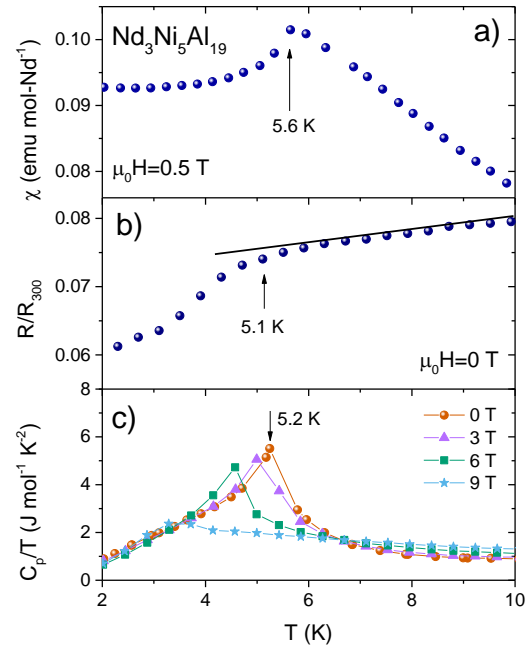 Nd₃Ni₅Al₁₉
a)
0.10
0.09
0.08
χ (emu mol-Nd⁻¹)
5.6 K
μ₀H=0.5 T
b)
0.08
0.07
0.06
R/R₃₀₀
5.1 K
μ₀H=0 T
c)
8
6
4
2
0
Cₚ/T (J mol⁻¹ K⁻²)
5.2 K
0 T
3 T
6 T
9 T
2 4 6 8 10
T (K)